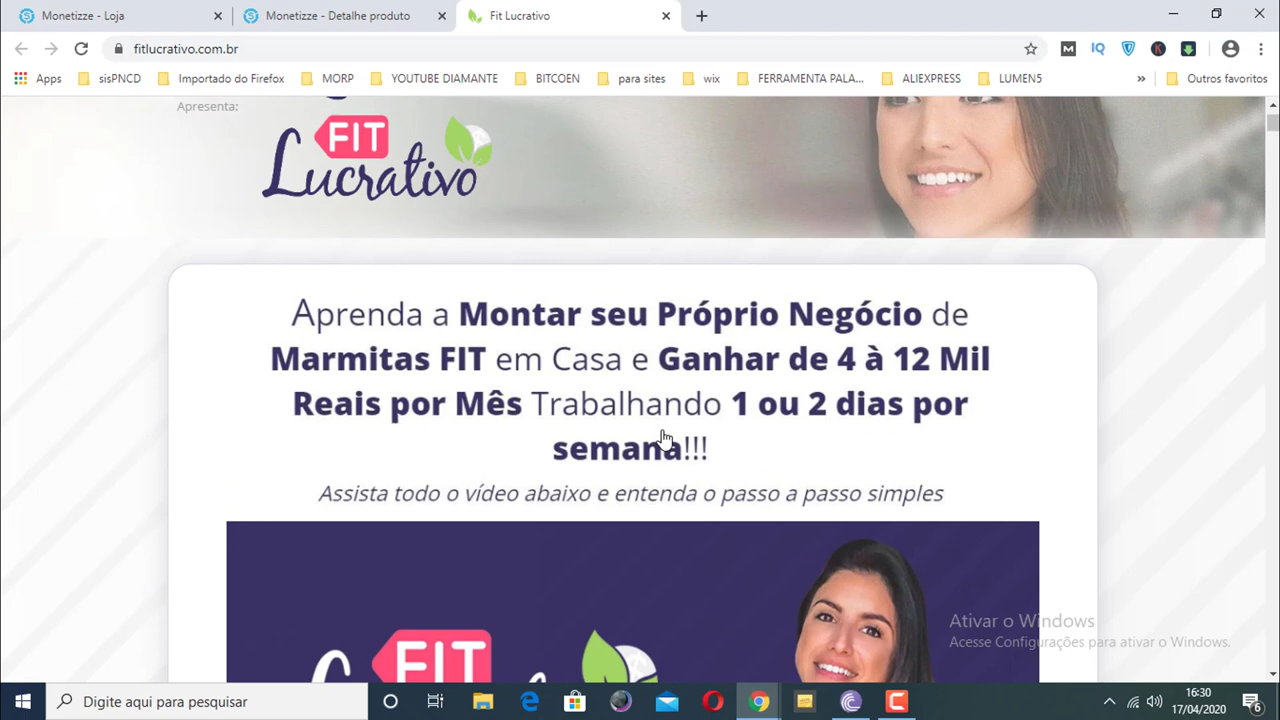 Monetizze - Loja
Monetizze - Detalhe produto
Fit Lucrativo
fitlucrativo.com.br
M
IQ
K
Apps
sisPNCD
Importado do Firefox
MORP
YOUTUBE DIAMANTE
BITCOEN
para sites
wix
FERRAMENTA PALA...
ALIEXPRESS
LUMEN5
»
Outros favoritos
Apresenta:
FIT
Lucrativo
Aprenda a Montar seu Próprio Negócio de
Marmitas FIT em Casa e Ganhar de 4 à 12 Mil
Reais por Mês Trabalhando 1 ou 2 dias por
semana!!!
Assista todo o vídeo abaixo e entenda o passo a passo simples
FIT
Ativar o Windows
Acesse Configurações para ativar o Windows.
Digite aqui para pesquisar
16:30
17/04/2020
6